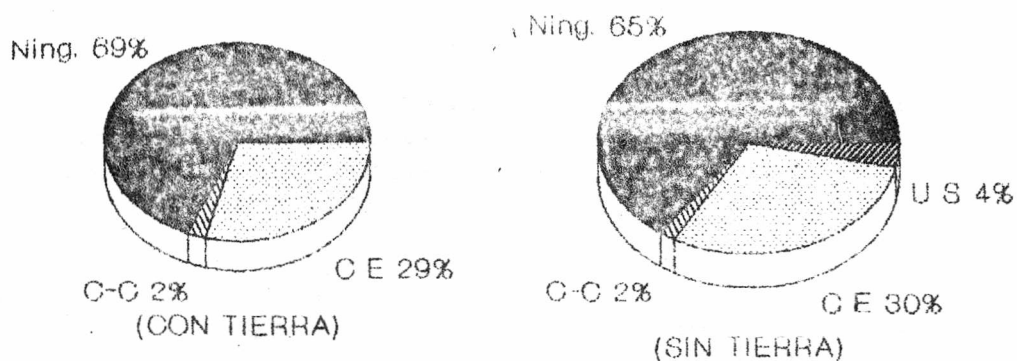 Ning. 69%
C-C 2%
C E 29%
(CON TIERRA)
Ning. 65%
U S 4%
C-C 2%
C E 30%
(SIN TIERRA)